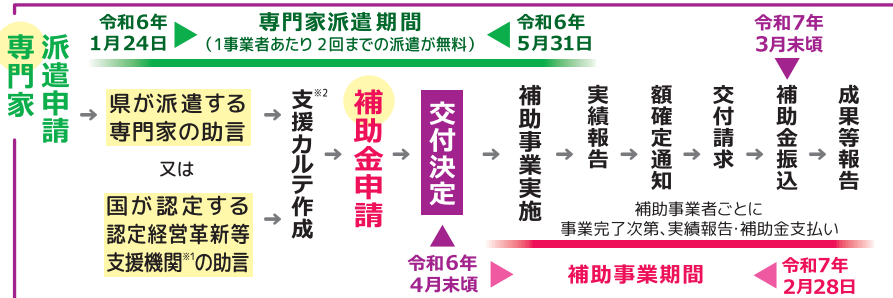 令和6年
1月24日
専門家派遣期間
（1事業者あたり2回までの派遣が無料）
令和6年
5月31日
令和7年
3月末頃
専門家
派遣申請
県が派遣する
専門家の助言
又は
国が認定する
認定経営革新等
支援機関※1の助言
支援カルテ作成※2
補助金申請
交付決定
補助事業実施
実績報告
額確定通知
交付請求
補助金振込
成果等報告
補助事業者ごとに
事業完了次第、実績報告・補助金支払い
令和6年
4月末頃
補助事業期間
令和7年
2月28日